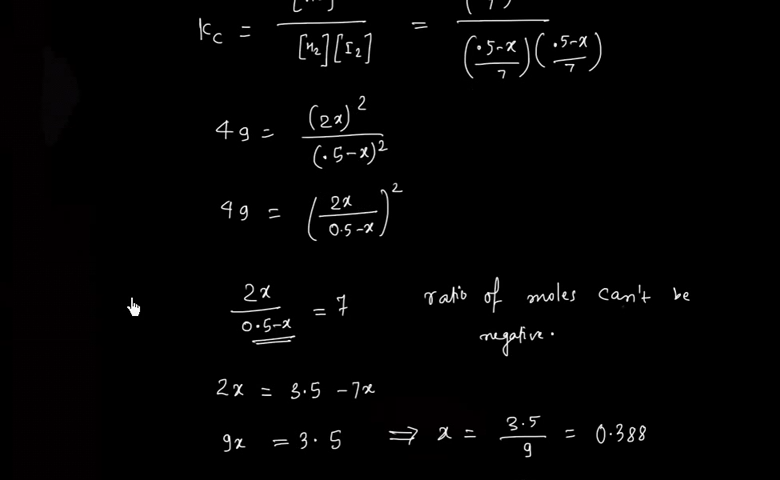 Kc = / [H₂][I₂] = / (.5-x/7)(.5-x/7)
49 = (2x)² / (.5-x)²
49 = (2x / 0.5-x)²
2x / 0.5-x = 7 ratio of moles can't be
negative.
2x = 3.5 - 7x
9x = 3.5 ⟹ x = 3.5 / 9 = 0.388